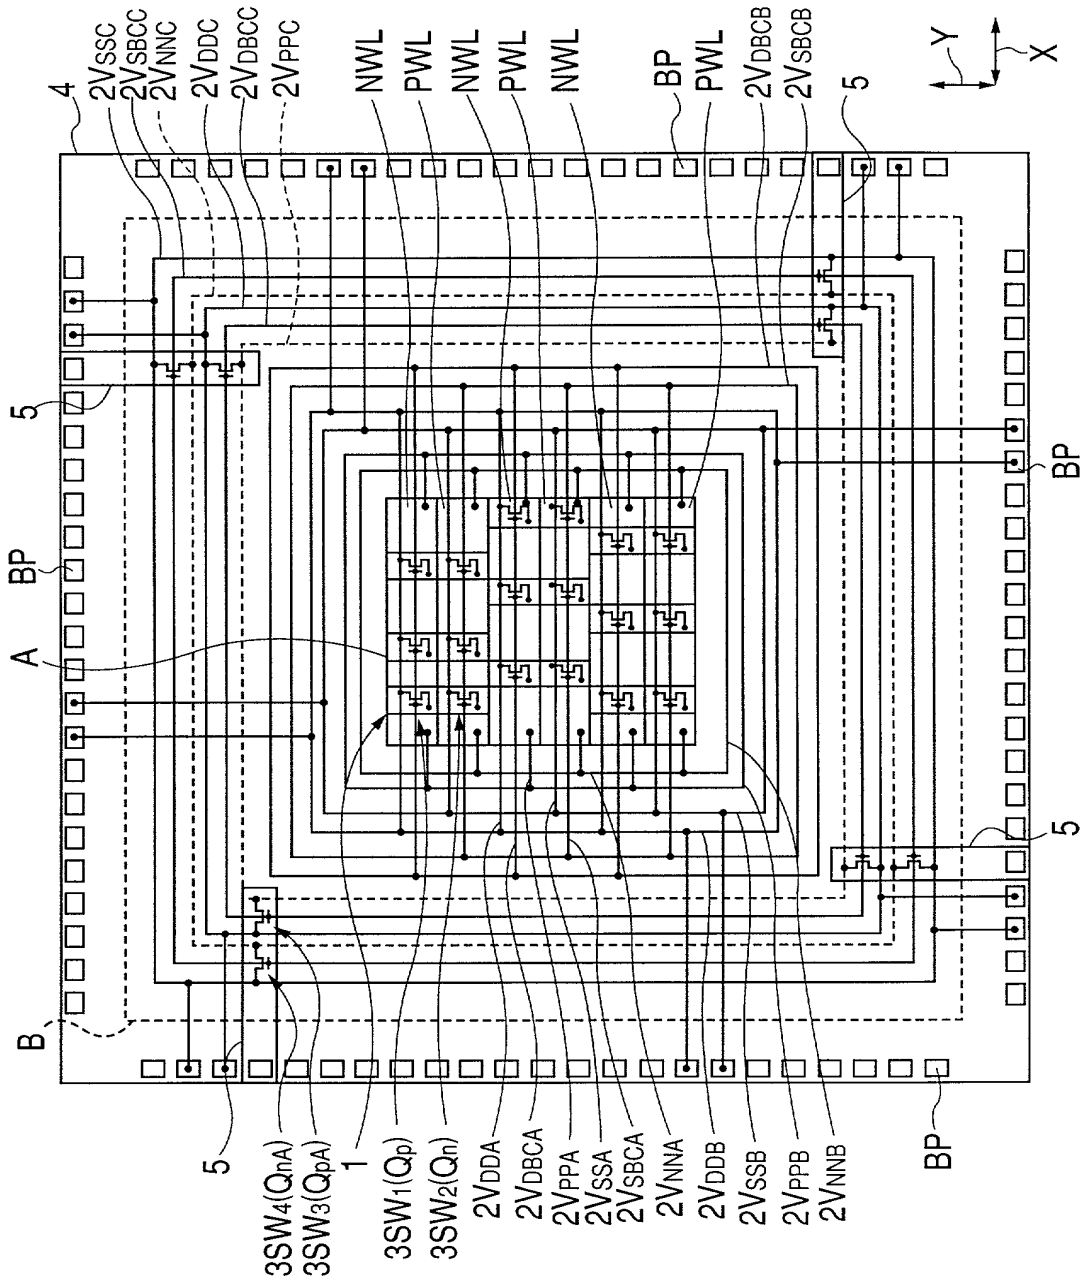 2VSSC
2VSBCC
2VNNC
2VDDC
2VDBCC
2VPPC
4
NWL
PWL
NWL
PWL
NWL
BP
PWL
2VDBCB
2VSBCB
5
Y
X
5
BP
A
B
BP
5
5
3SW4(QnA)
3SW3(QpA)
1
3SW1(Qp)
3SW2(Qn)
2VDDA
2VDBCA
2VPPA
2VSSA
2VSBCA
2VNNA
2VDDB
2VSSB
2VPPB
2VNNB
BP